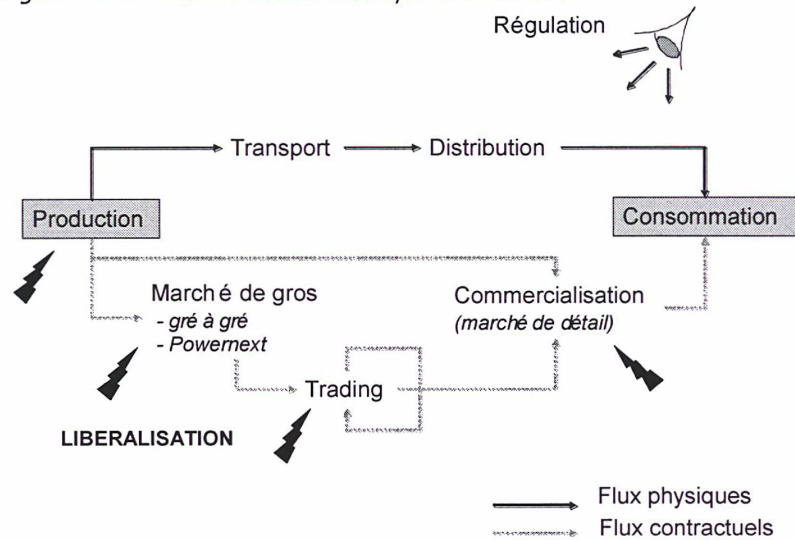 Régulation
Transport
Distribution
Production
Consommation
Marché de gros
- gré à gré
- Powernext
Commercialisation
(marché de détail)
Trading
LIBERALISATION
Flux physiques
Flux contractuels